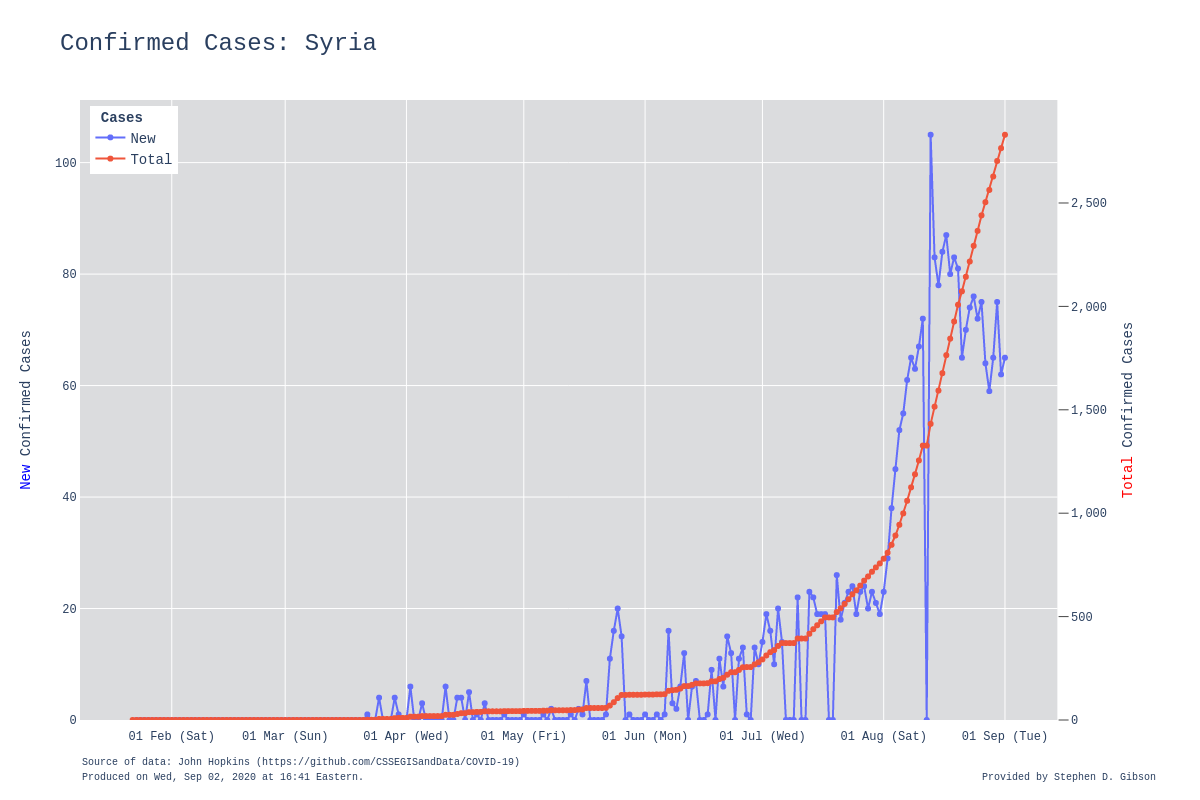 Confirmed Cases: Syria
Cases
New
Total
100
80
60
40
20
0
2,500
2,000
1,500
1,000
500
0
New Confirmed Cases
Total Confirmed Cases
01 Feb (Sat)
01 Mar (Sun)
01 Apr (Wed)
01 May (Fri)
01 Jun (Mon)
01 Jul (Wed)
01 Aug (Sat)
01 Sep (Tue)
Source of data: John Hopkins (https://github.com/CSSEGISandData/COVID-19)
Produced on Wed, Sep 02, 2020 at 16:41 Eastern.
Provided by Stephen D. Gibson